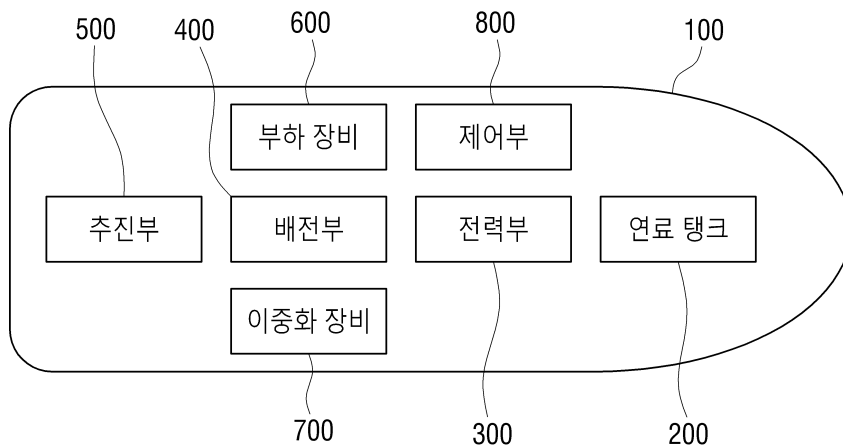 500
400
600
800
100
부하 장비
제어부
추진부
배전부
전력부
연료 탱크
이중화 장비
700
300
200